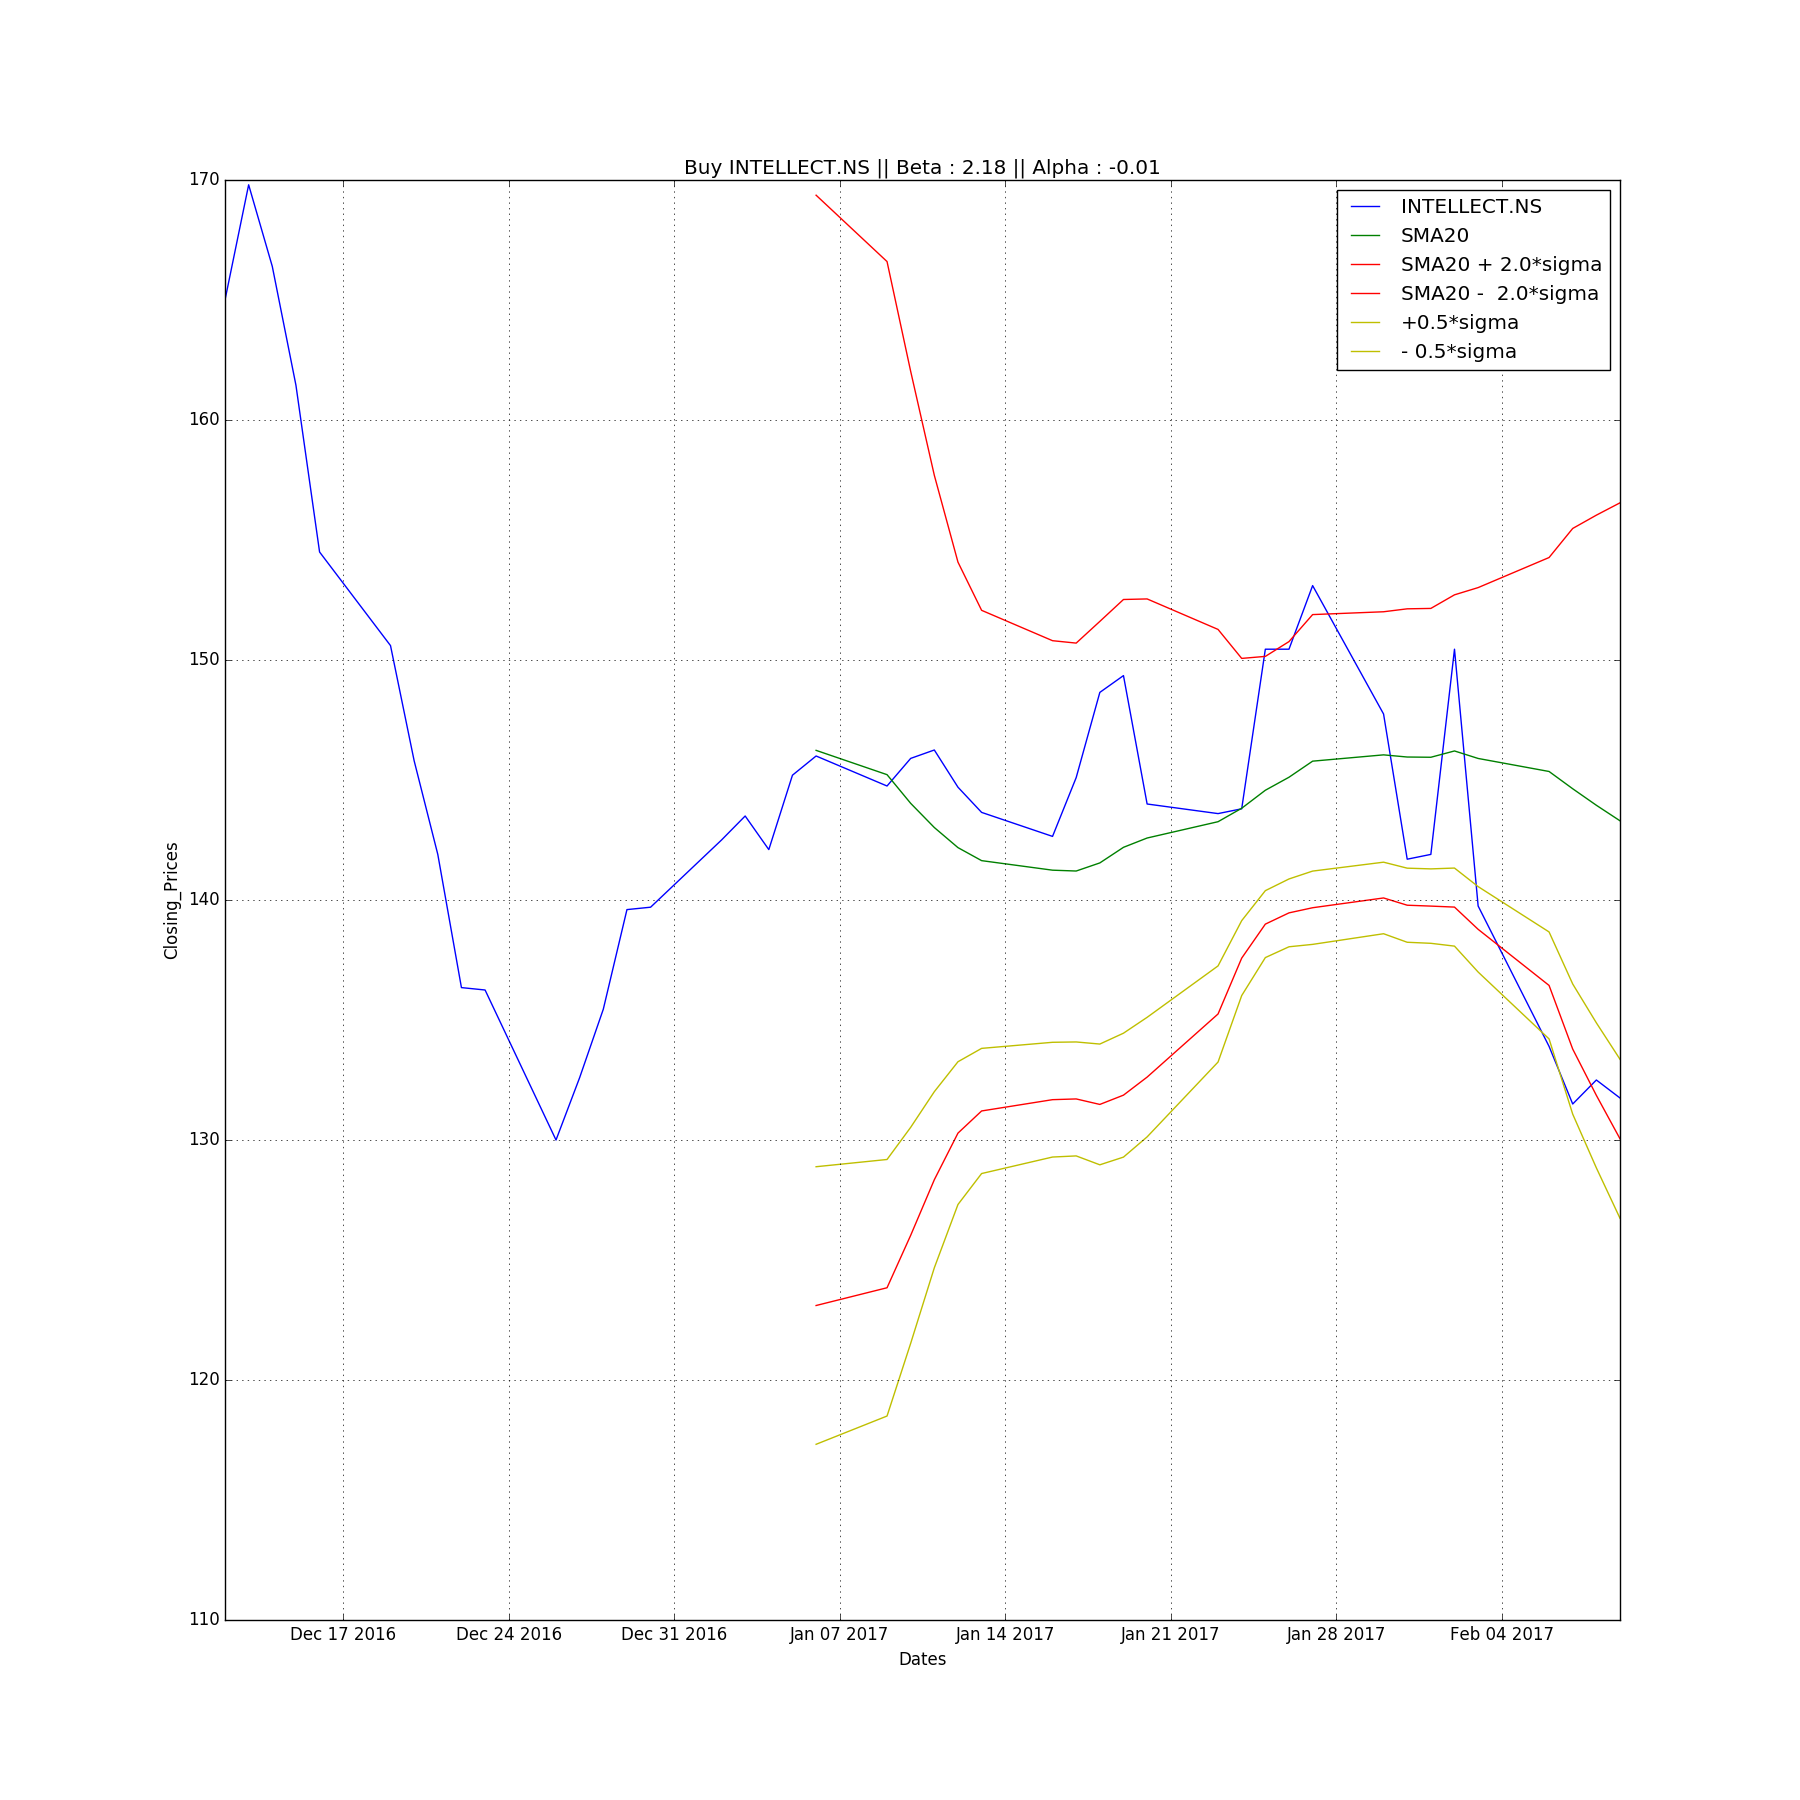 Buy INTELLECT.NS || Beta : 2.18 || Alpha : -0.01
170
160
150
140
130
120
110
Closing_Prices
INTELLECT.NS
SMA20
SMA20 + 2.0*sigma
SMA20 -  2.0*sigma
+0.5*sigma
- 0.5*sigma
Dec 17 2016 Dec 24 2016 Dec 31 2016 Jan 07 2017 Jan 14 2017 Jan 21 2017 Jan 28 2017 Feb 04 2017
Dates